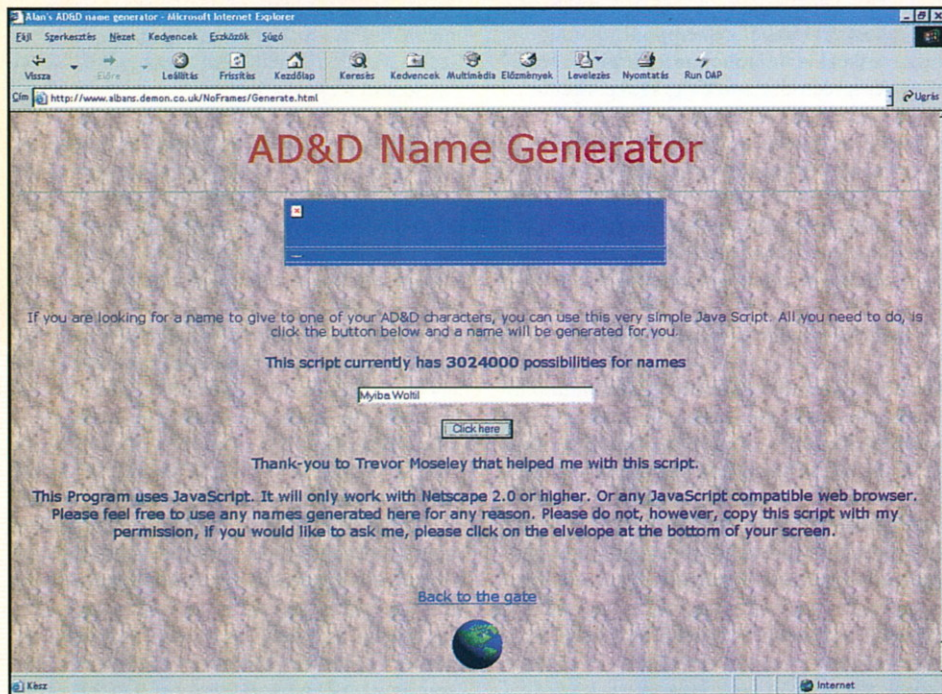 Alan's AD&D name generator - Microsoft Internet Explorer
Fájl Szerkesztés Nézet Kedvencek Eszközök Súgó
Vissza Előre Leállítás Frissítés Kezdőlap Keresés Kedvencek Multimédia Előzmények Levelezés Nyomtatás Run DAP
Cím http://www.albans.demon.co.uk/NoFrames/Generate.html Ugrás
AD&D Name Generator
If you are looking for a name to give to one of your AD&D characters, you can use this very simple Java Script. All you need to do, is
click the button below and a name will be generated for you.
This script currently has 3024000 possibilities for names
Myiba Wohil
Click here
Thank-you to Trevor Moseley that helped me with this script.
This Program uses JavaScript. It will only work with Netscape 2.0 or higher. Or any JavaScript compatible web browser.
Please feel free to use any names generated here for any reason. Please do not, however, copy this script with my
permission, if you would like to ask me, please click on the elvelope at the bottom of your screen.
Back to the gate
Kész Internet